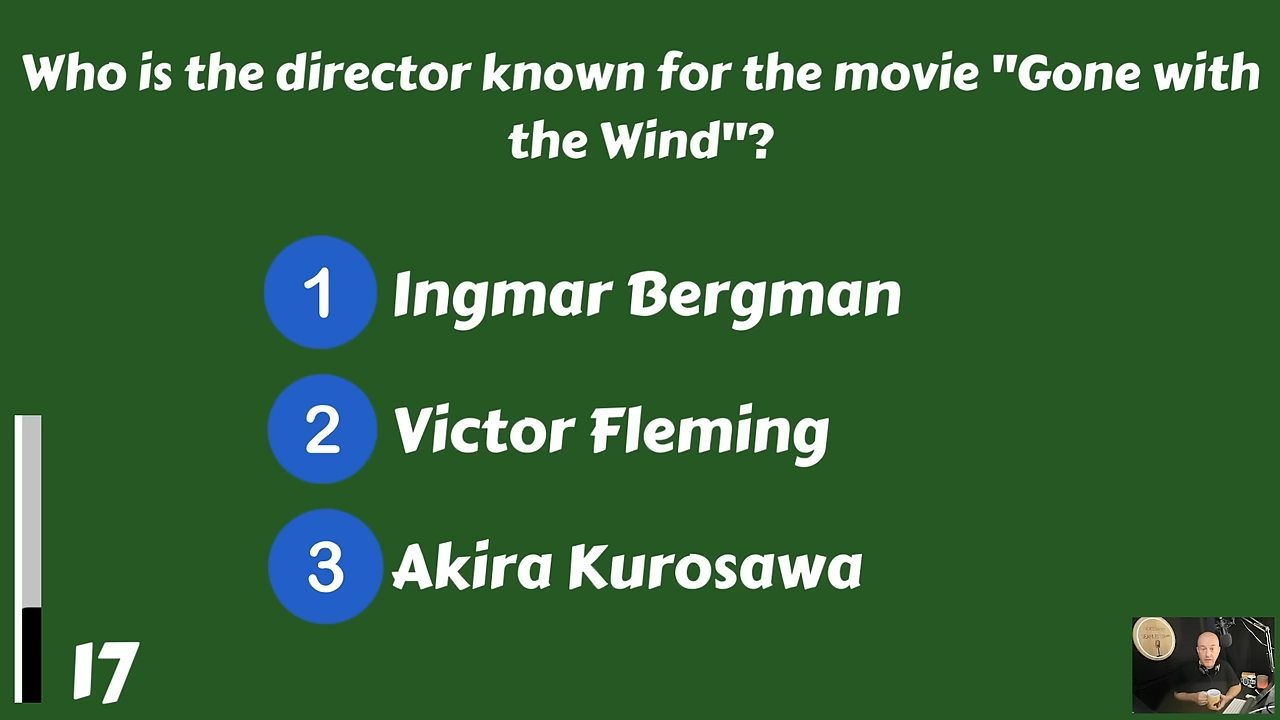 Who is the director known for the movie "Gone with
the Wind"?
1 Ingmar Bergman
2 Victor Fleming
3 Akira Kurosawa
17